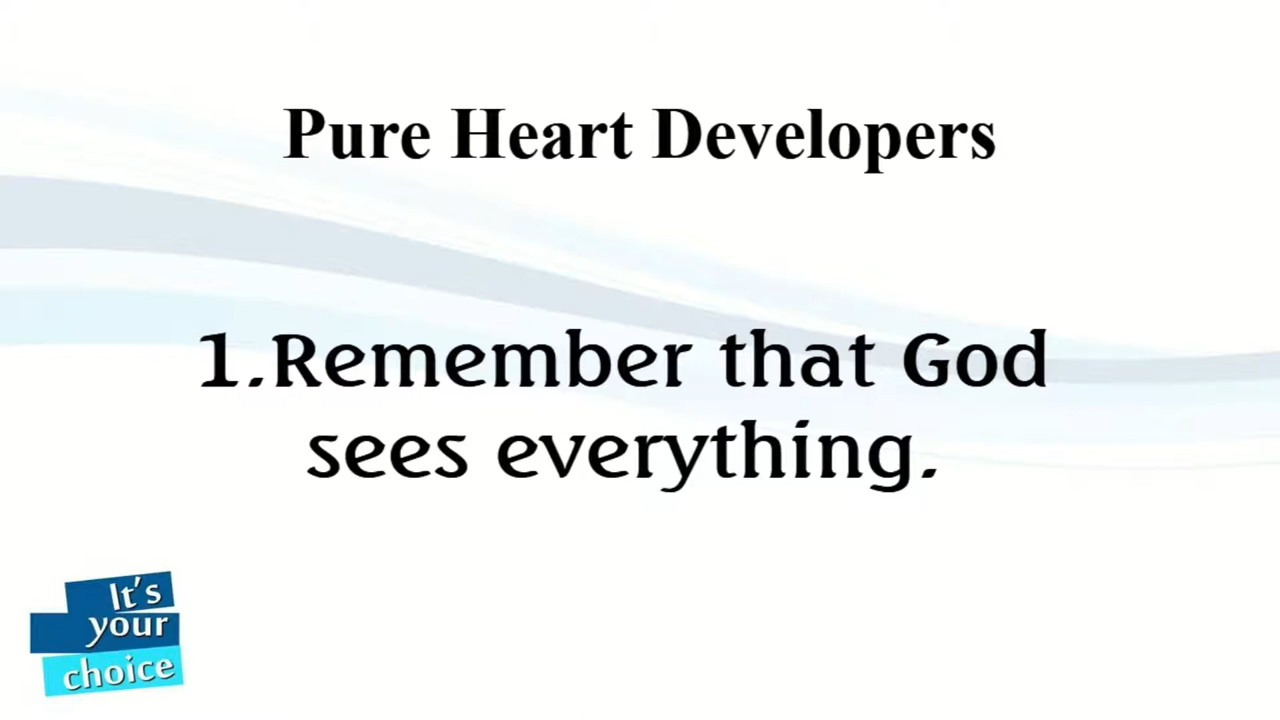 Pure Heart Developers
1.Remember that God
sees everything.
It's
your
choice